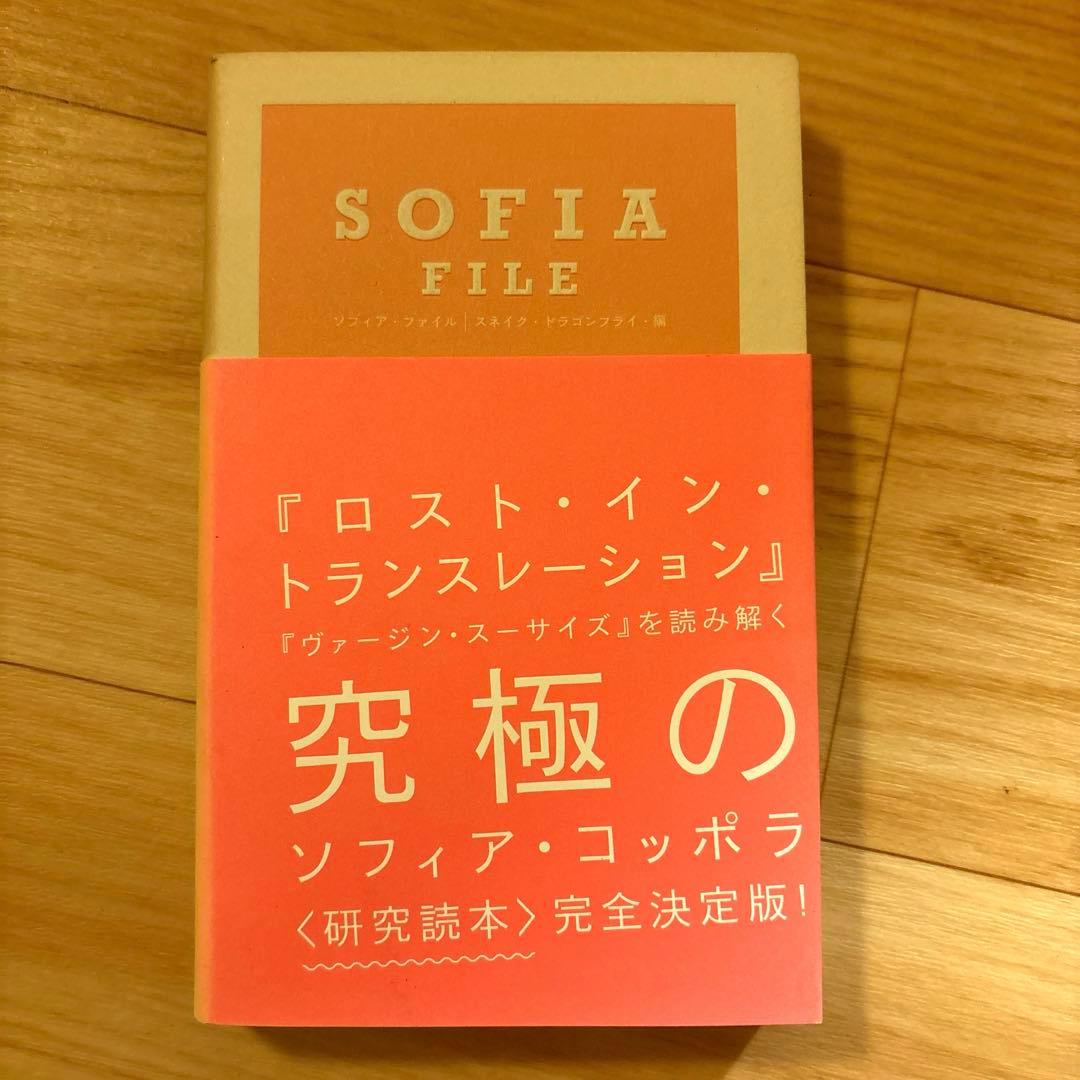 SOFIA
FILE
ソフィア・ファイル|スネイク・ドラゴンフライ・編
『ロスト・イン・
トランスレーション』
『ヴァージン・スーサイズ』を読み解く
究極の
ソフィア・コッポラ
〈研究読本〉完全決定版!